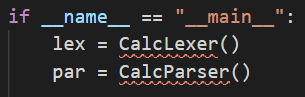 if __name__ == "__main__":
    lex = CalcLexer()
    par = CalcParser()